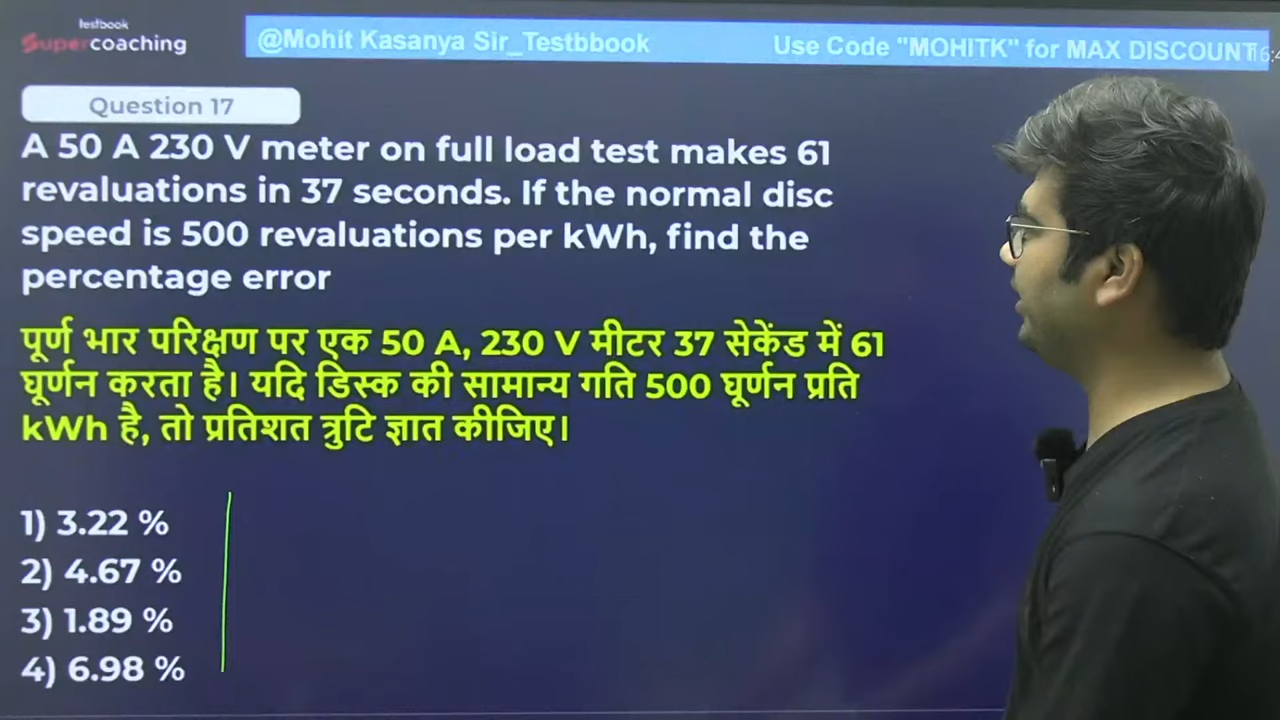 testbook
Supercoaching
@Mohit Kasanya Sir_Testbbook
Use Code "MOHITK" for MAX DISCOUNT
Question 17
A 50 A 230 V meter on full load test makes 61
revaluations in 37 seconds. If the normal disc
speed is 500 revaluations per kWh, find the
percentage error
पूर्ण भार परिक्षण पर एक 50 A, 230 V मीटर 37 सेकेंड में 61
घूर्णन करता है। यदि डिस्क की सामान्य गति 500 घूर्णन प्रति
kWh है, तो प्रतिशत त्रुटि ज्ञात कीजिए।
1) 3.22 %
2) 4.67 %
3) 1.89 %
4) 6.98 %